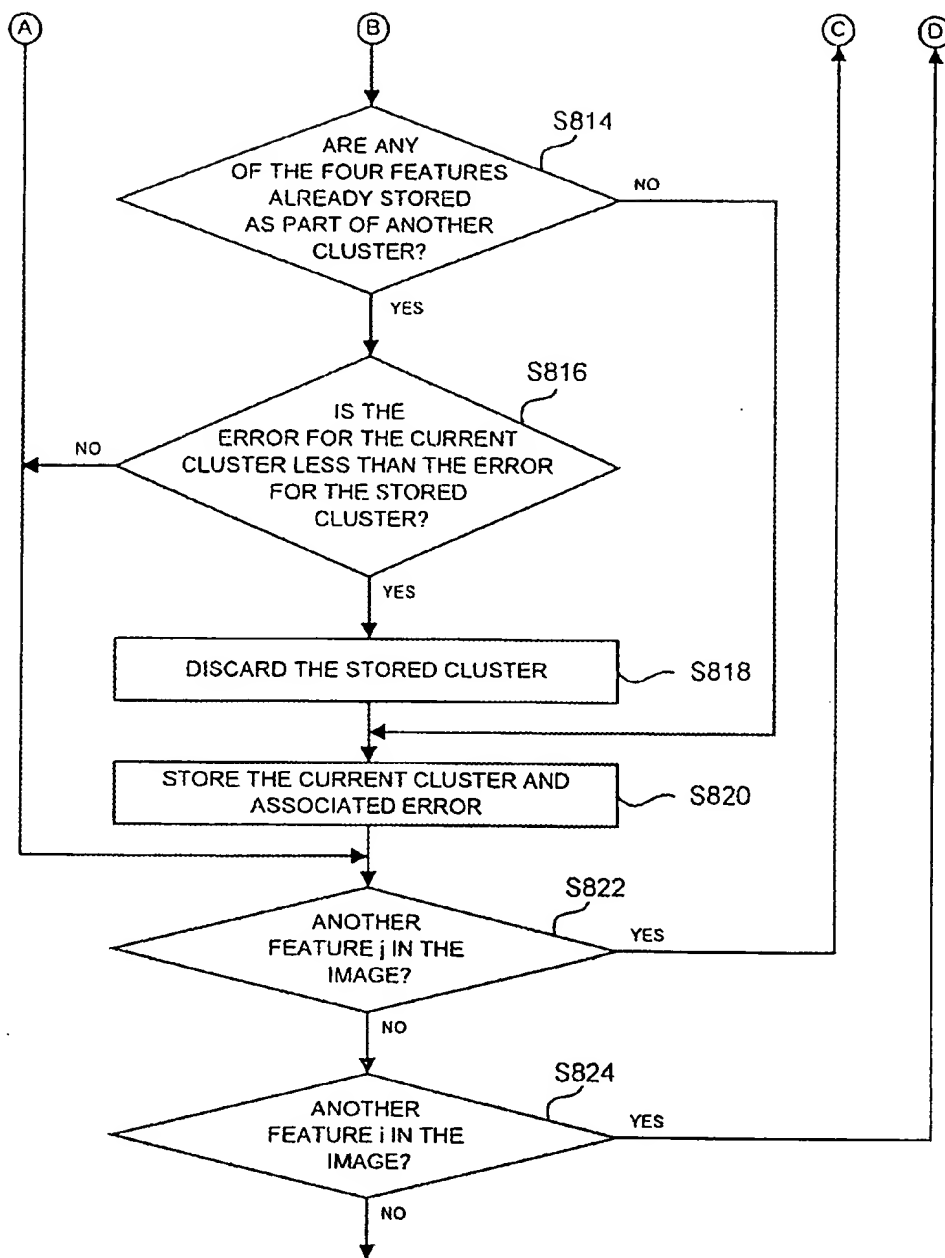 A
B
C
D
S814
ARE ANY
OF THE FOUR FEATURES
ALREADY STORED
AS PART OF ANOTHER
CLUSTER?
NO
YES
S816
IS THE
ERROR FOR THE CURRENT
CLUSTER LESS THAN THE ERROR
FOR THE STORED
CLUSTER?
NO
YES
DISCARD THE STORED CLUSTER
S818
STORE THE CURRENT CLUSTER AND
ASSOCIATED ERROR
S820
S822
ANOTHER
FEATURE j IN THE
IMAGE?
YES
NO
S824
ANOTHER
FEATURE i IN THE
IMAGE?
YES
NO